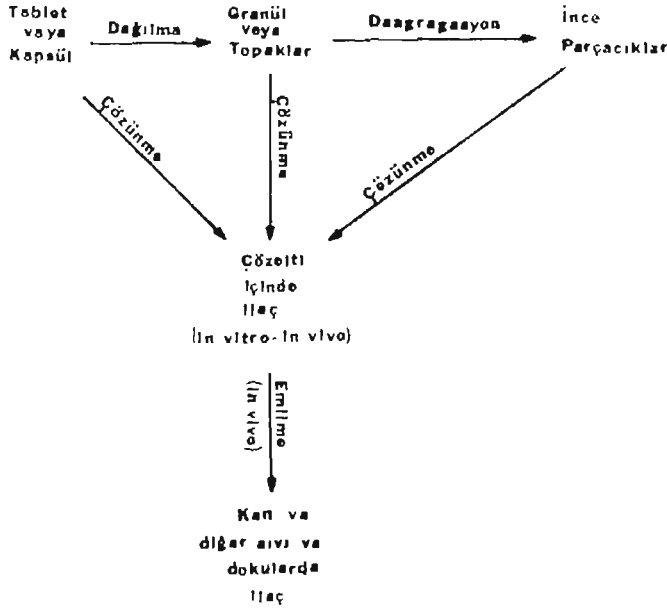 Tablet
veya
Kapsül
Dağılma
Granül
veya
Topaklar
Deagregasyon
İnce
Parçacıklar
Çözünme
Çözünme
Çözünme
Çözelti
içinde
ilaç
(in vitro-in vivo)
Emilme
(in vivo)
Kan ve
diğer sıvı ve
dokularda
ilaç